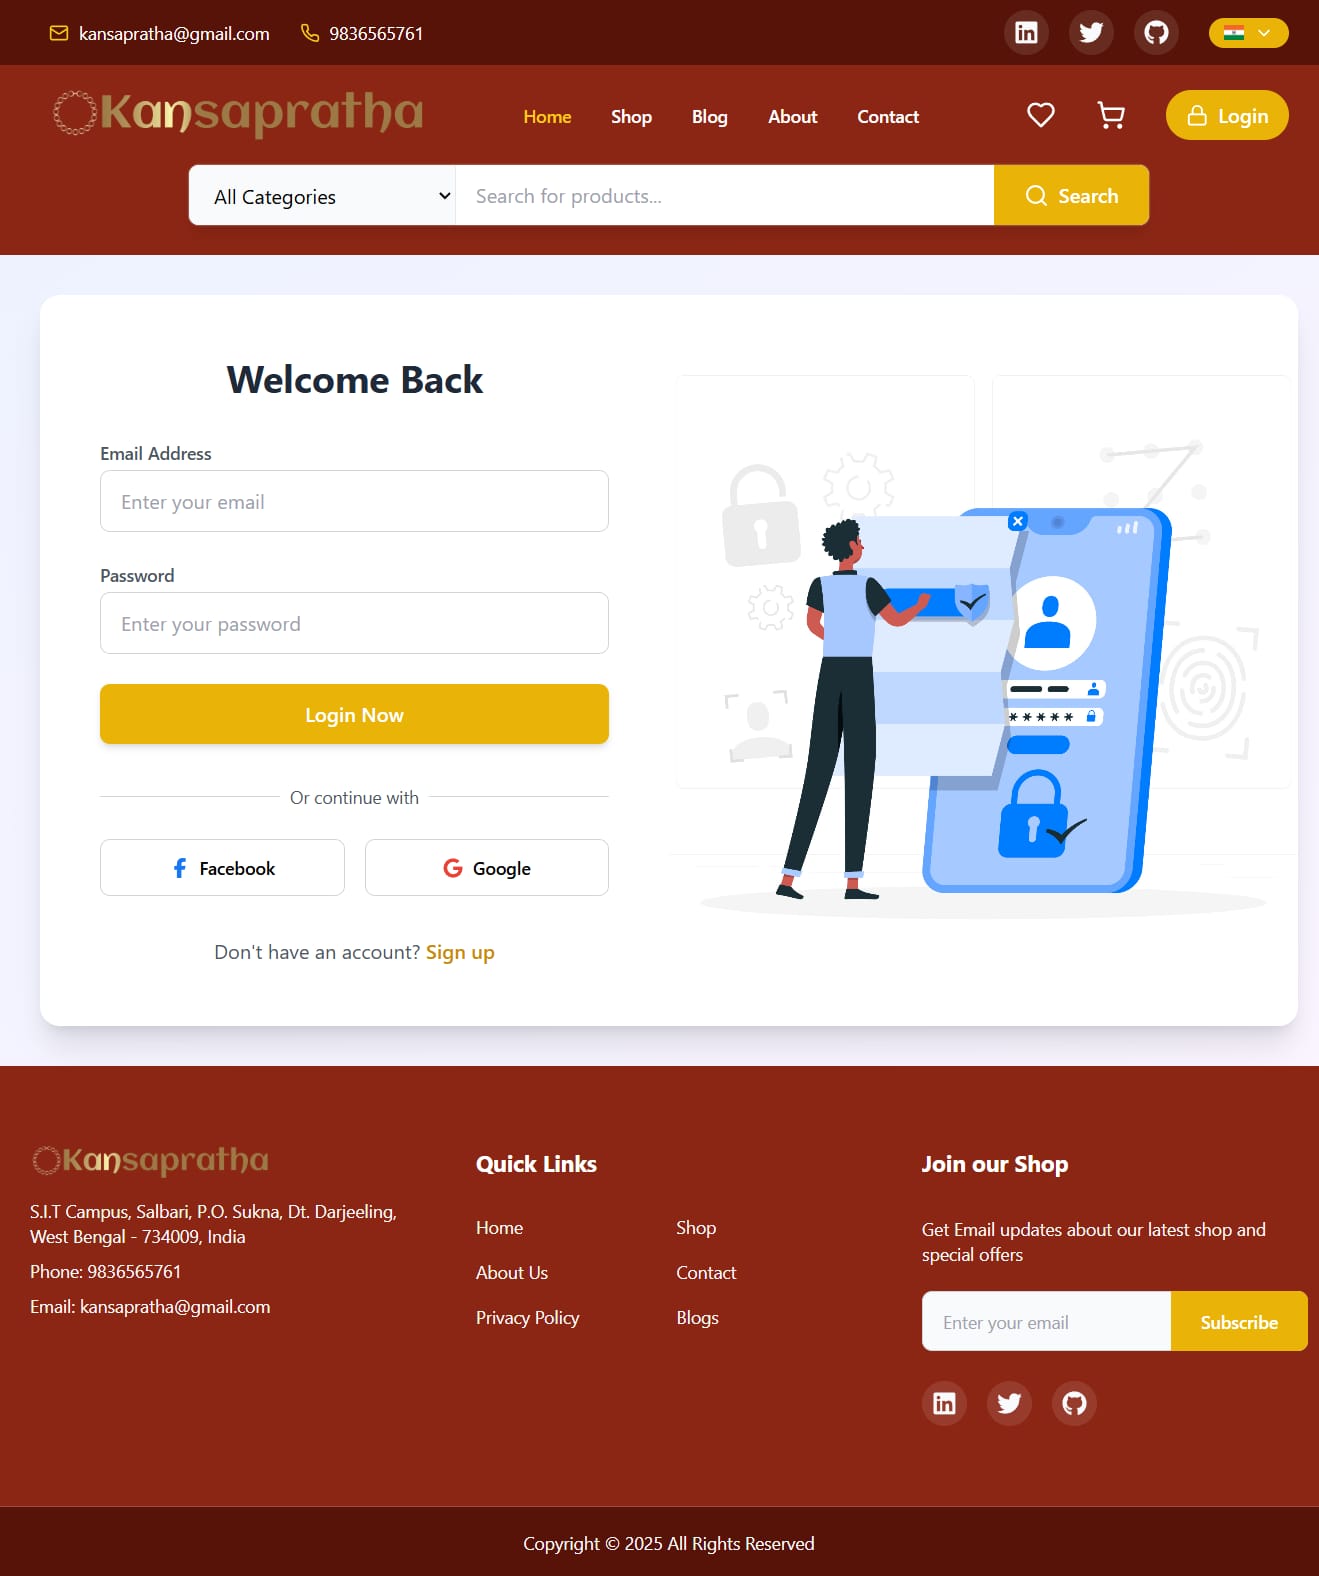 kansapratha@gmail.com 9836565761
Kansapratha
Home Shop Blog About Contact
Login
All Categories Search for products... Search
Welcome Back
Email Address
Enter your email
Password
Enter your password
Login Now
Or continue with
Facebook Google
Don't have an account? Sign up
Kansapratha
S.I.T Campus, Salbari, P.O. Sukna, Dt. Darjeeling,
West Bengal - 734009, India
Phone: 9836565761
Email: kansapratha@gmail.com
Quick Links
Home Shop
About Us Contact
Privacy Policy Blogs
Join our Shop
Get Email updates about our latest shop and
special offers
Enter your email Subscribe
Copyright © 2025 All Rights Reserved